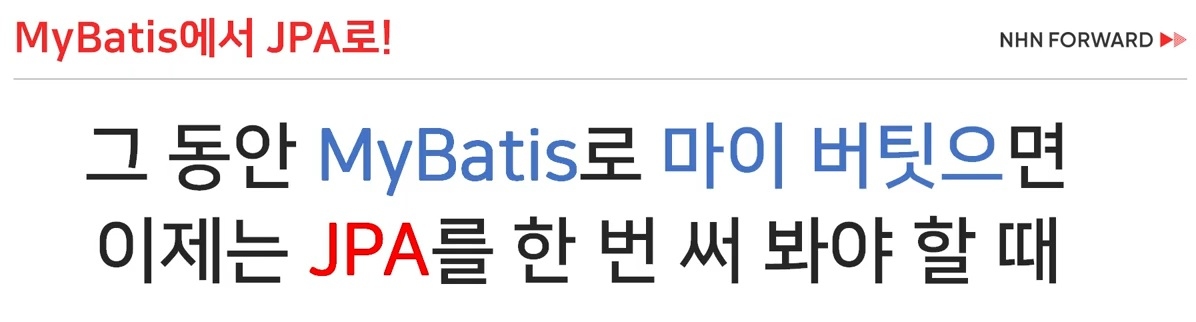 MyBatis에서 JPA로!
NHN FORWARD
그 동안 MyBatis로 마이 버팃으면
이제는 JPA를 한 번 써 봐야 할 때